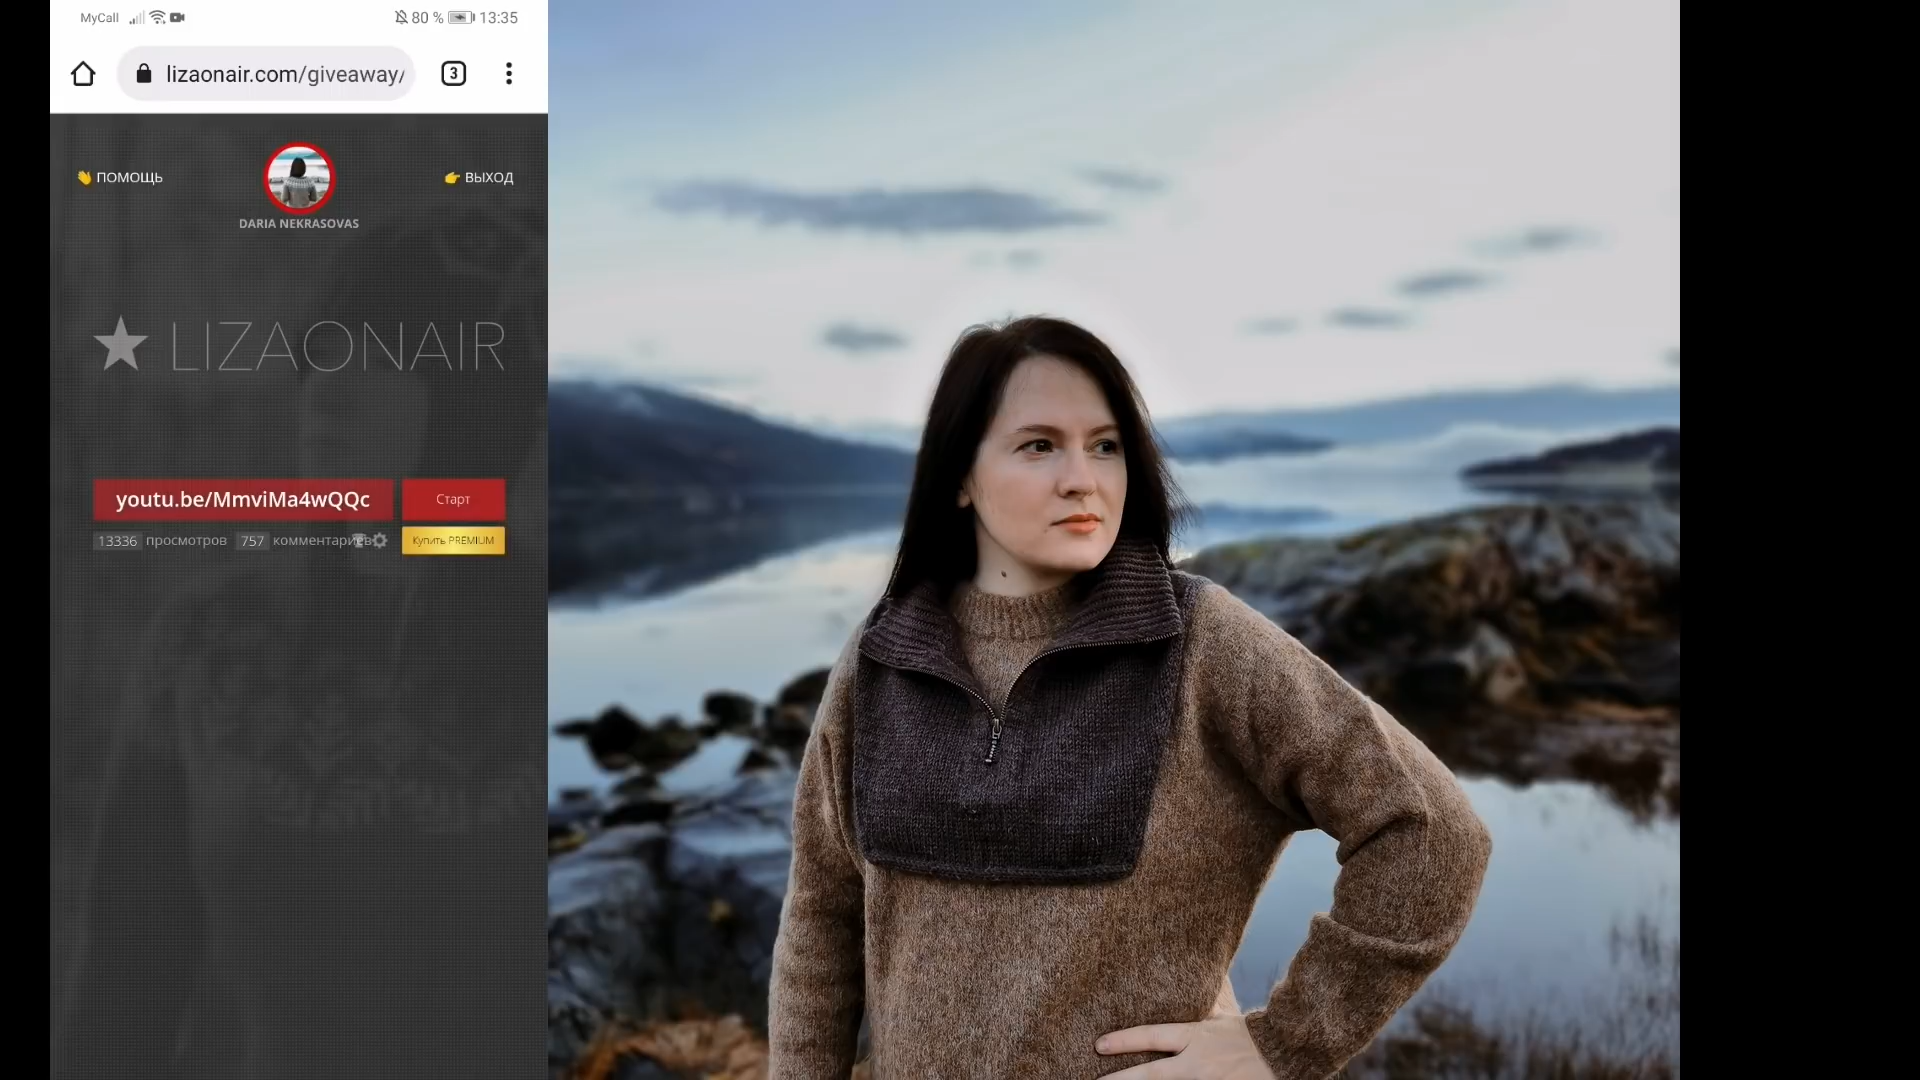 MyCall 80 % 13:35
lizaonair.com/giveaway/ 3
👋 ПОМОЩЬ 👉 ВЫХОД
DARIA NEKRASOVAS
★ LIZAONAIR
youtu.be/MmviMa4wQQc Старт
13336 просмотров 757 комментариев Купить PREMIUM